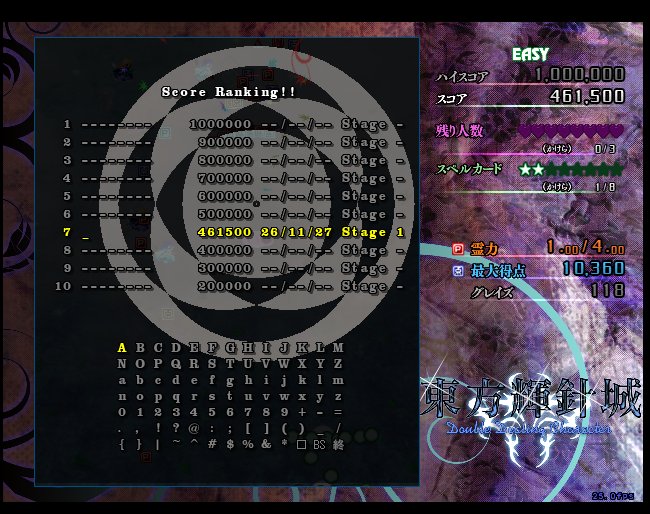 Score Ranking!!
1 -------- 1000000 --/--/-- Stage -
2 -------- 900000 --/--/-- Stage -
3 -------- 800000 --/--/-- Stage -
4 -------- 700000 --/--/-- Stage -
5 -------- 600000 --/--/-- Stage -
6 -------- 500000 --/--/-- Stage -
7 _ 461500 26/11/27 Stage 1
8 -------- 400000 --/--/-- Stage -
9 -------- 300000 --/--/-- Stage -
10 -------- 200000 --/--/-- Stage -
A B C D E F G H I J K L M
N O P Q R S T U V W X Y Z
a b c d e f g h i j k l m
n o p q r s t u v w x y z
0 1 2 3 4 5 6 7 8 9 + - =
. , ! ? @ : ; [ ] ( ) _ /
{ } | ~ ^ # $ % & * □ BS 終
EASY
ハイスコア 1,000,000
スコア 461,500
残り人数
(かけら) 0/3
スペルカード ★★★★★★★★
(かけら) 1/8
P 霊力 1.00/4.00
最大得点 10,360
グレイズ 118
東方輝針城
Double Dealing Character
25.0fps